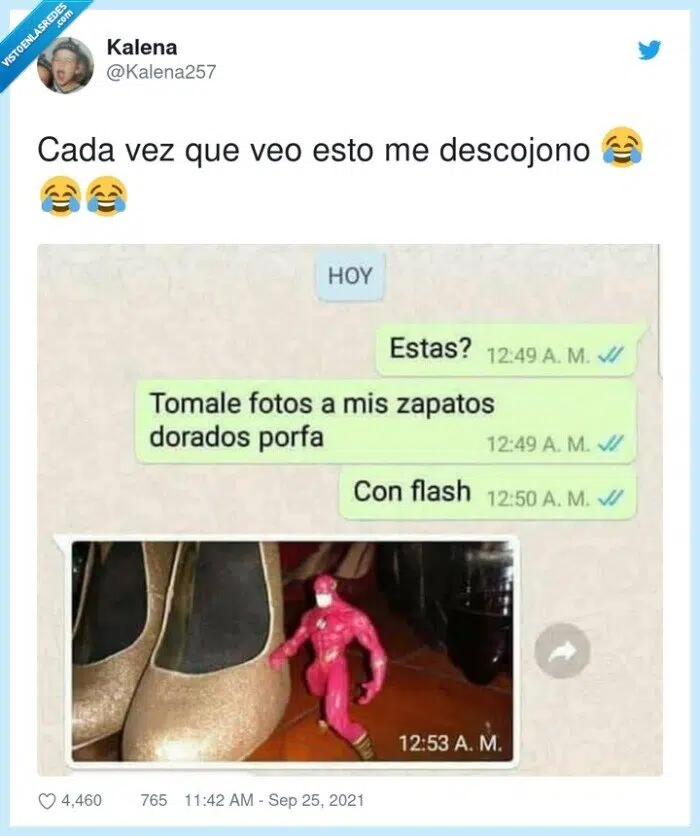 VISTOENLASREDES
.com
Kalena
@Kalena257
Cada vez que veo esto me descojono 😂
😂😂
HOY
Estas? 12:49 A. M.
Tomale fotos a mis zapatos
dorados porfa 12:49 A. M.
Con flash 12:50 A. M.
12:53 A. M.
4,460 765 11:42 AM - Sep 25, 2021